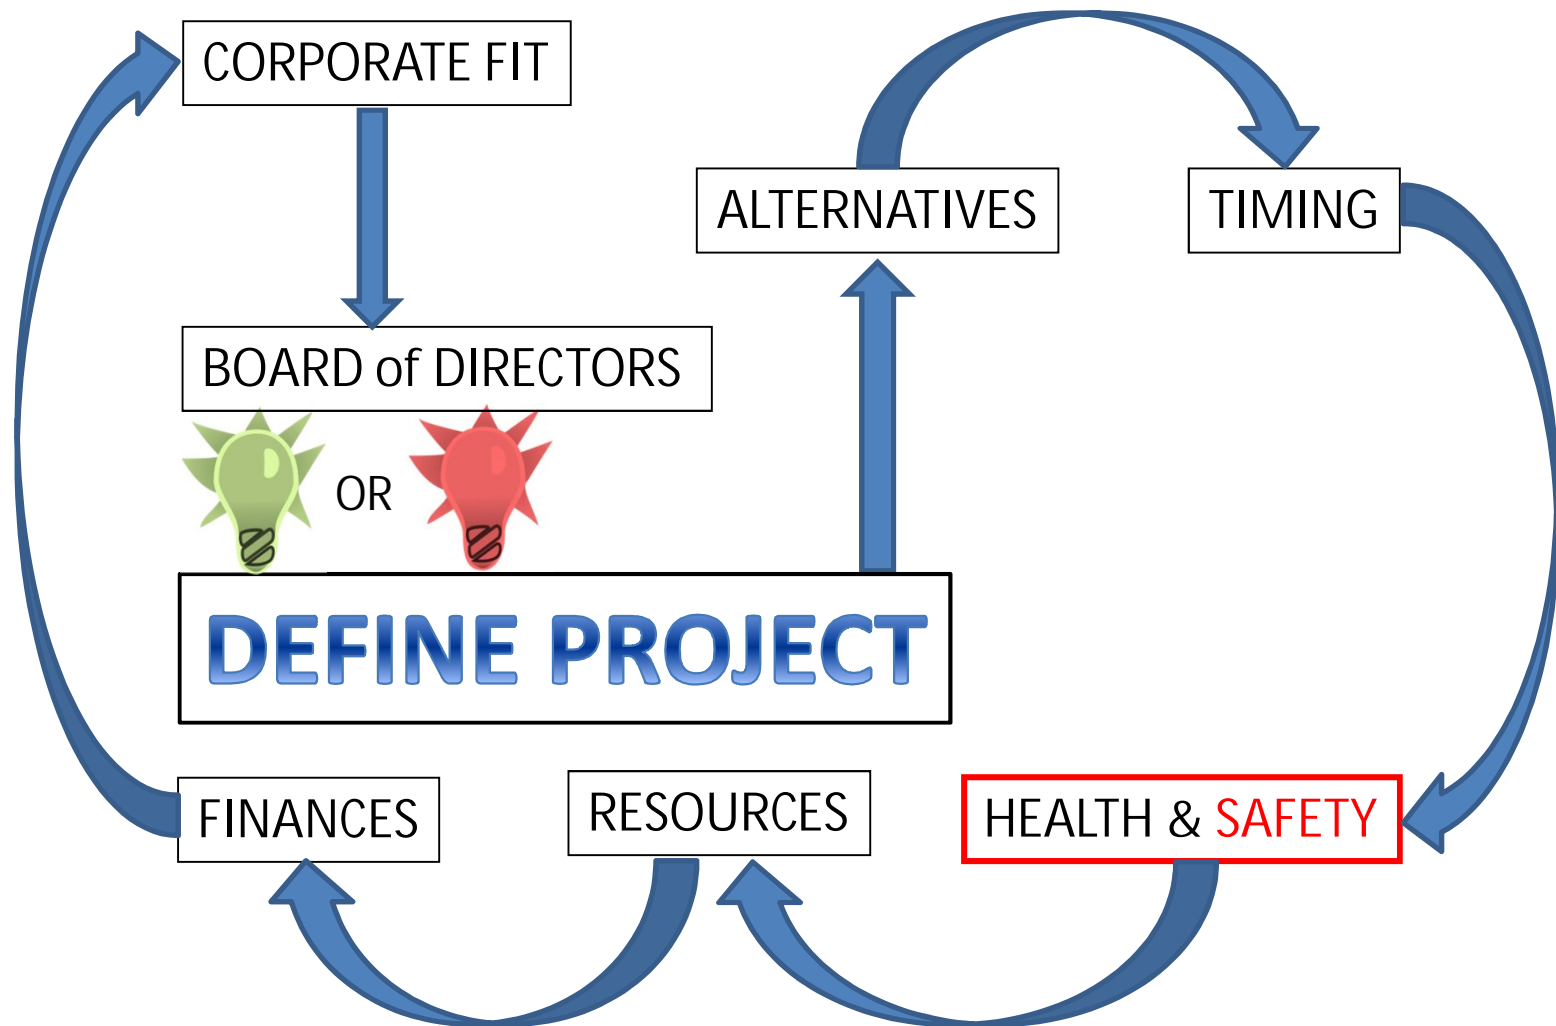 CORPORATE FIT
ALTERNATIVES
TIMING
BOARD of DIRECTORS
OR
DEFINE PROJECT
FINANCES
RESOURCES
HEALTH & SAFETY